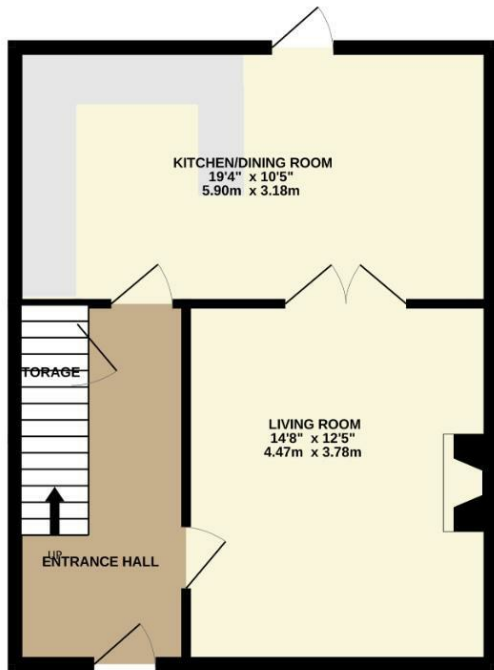 KITCHEN/DINING ROOM
19'4" x 10'5"
5.90m x 3.18m
TORAGE
LIVING ROOM
14'8" x 12'5"
4.47m x 3.78m
UP
ENTRANCE HALL